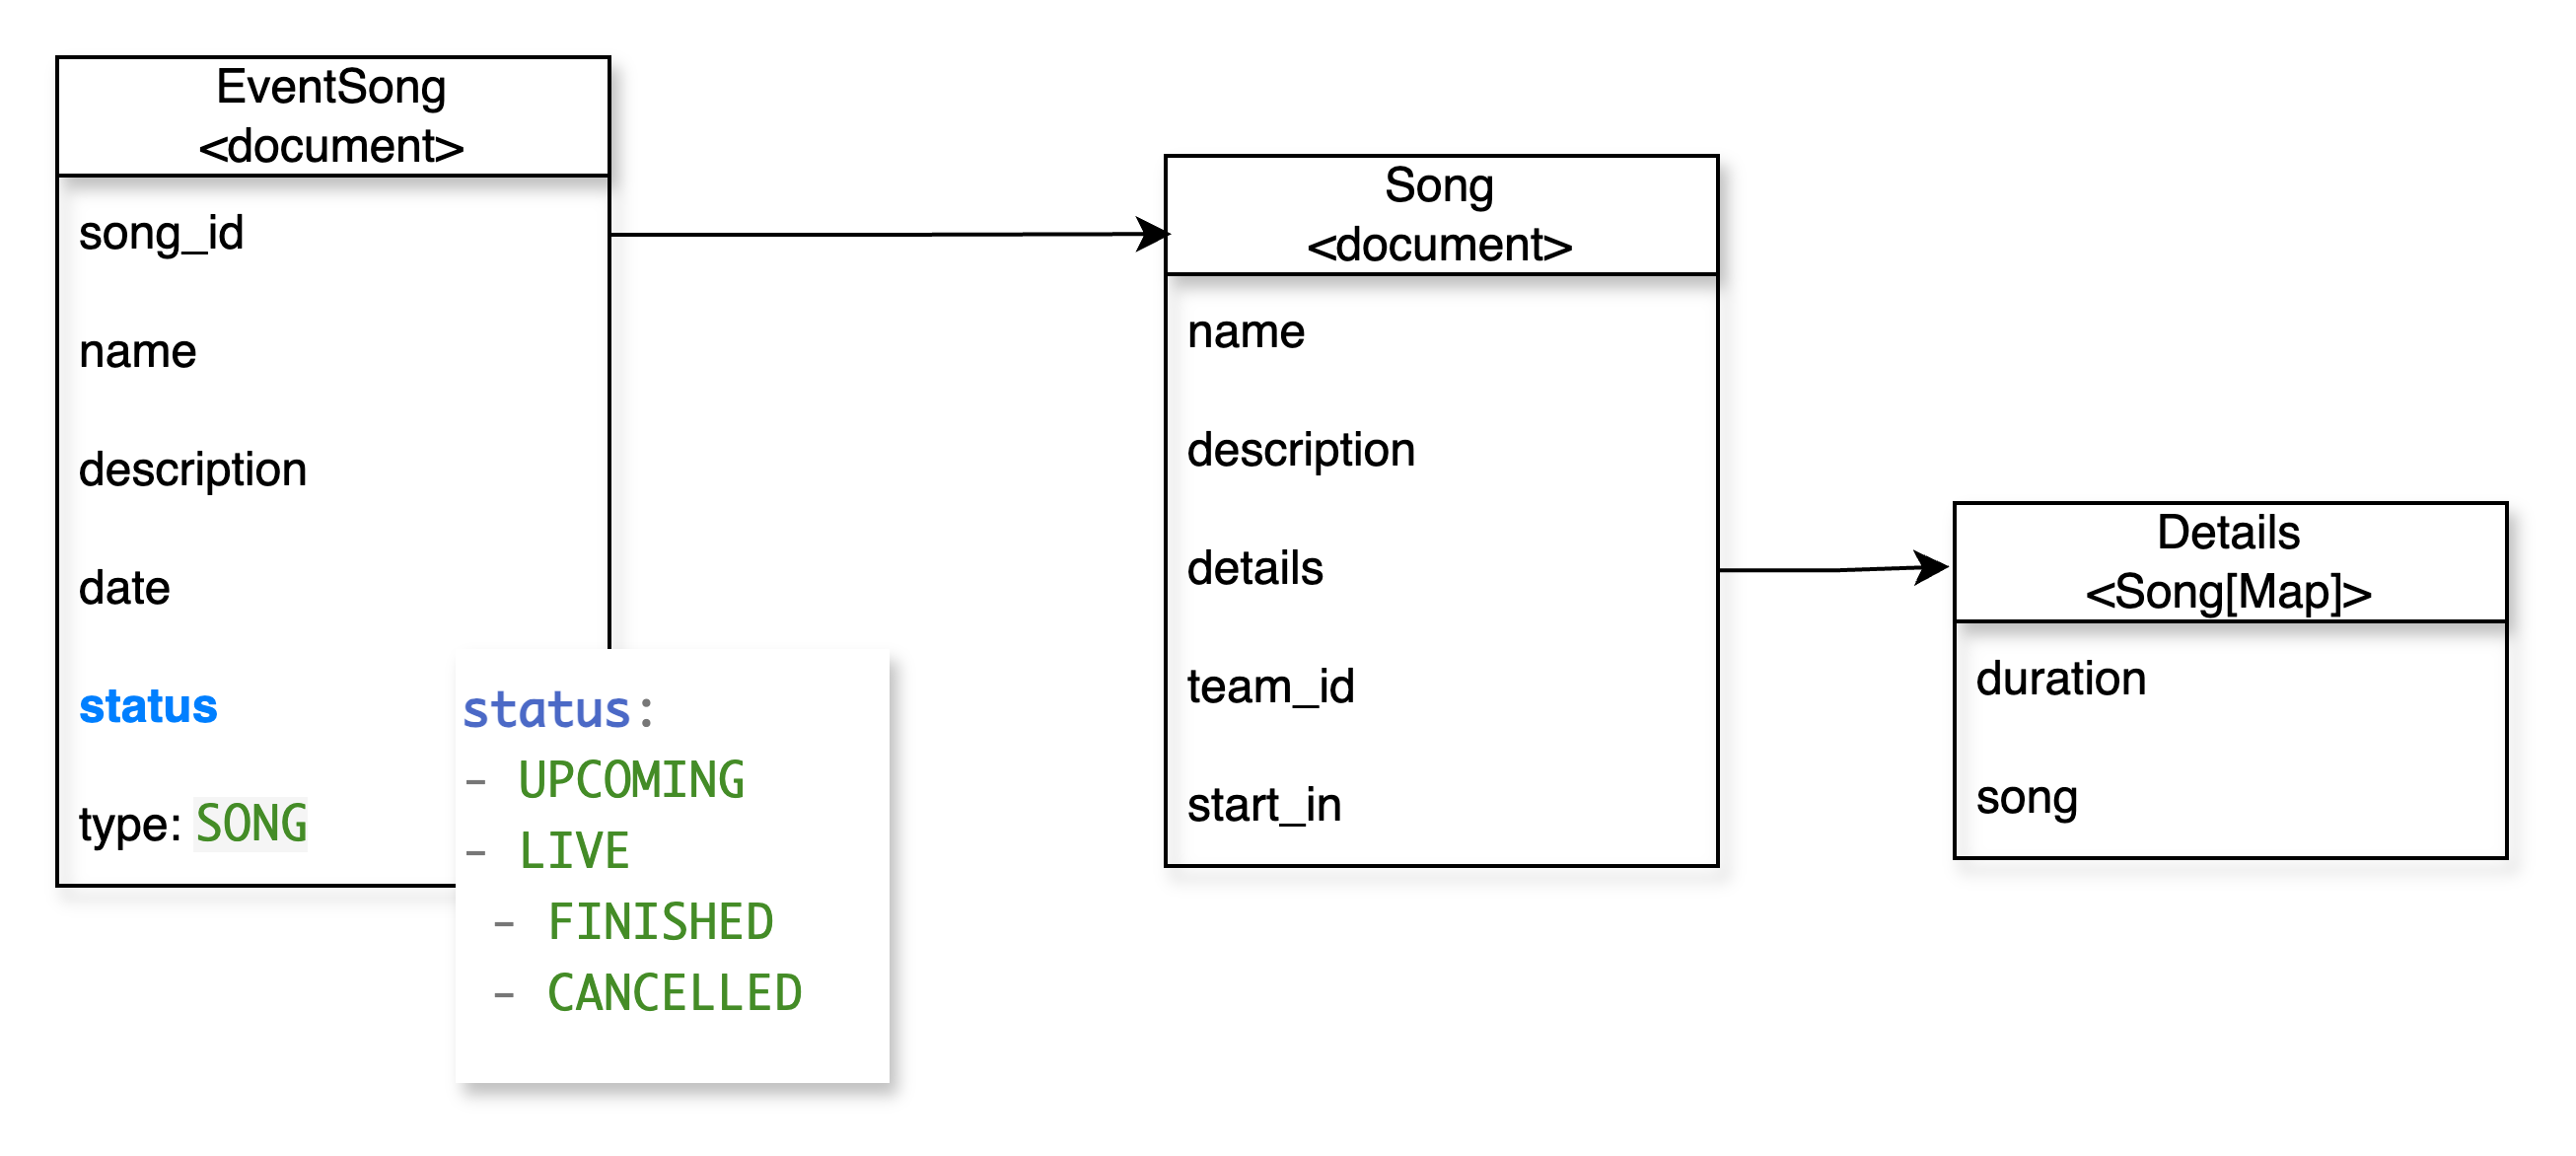 EventSong
<document>
song_id
name
description
date
status
type: SONG
status:
- UPCOMING
- LIVE
- FINISHED
- CANCELLED
Song
<document>
name
description
details
team_id
start_in
Details
<Song[Map]>
duration
song